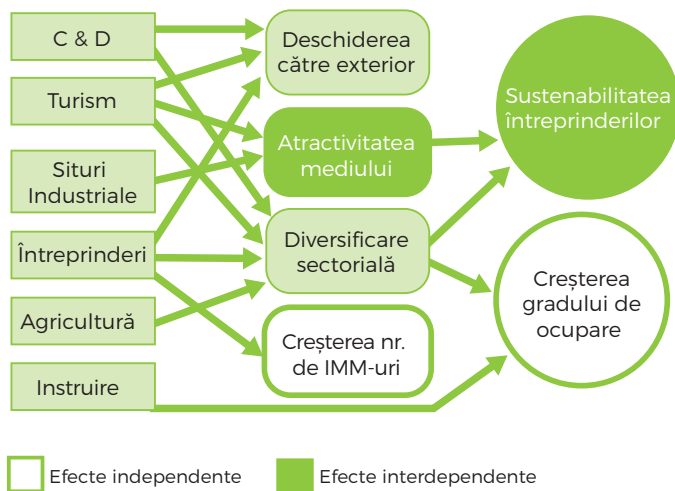 C & D
Turism
Situri
Industriale
Întreprinderi
Agricultură
Instruire
Deschiderea
către exterior
Atractivitatea
mediului
Diversificare
sectorială
Creșterea nr.
de IMM-uri
Sustenabilitatea
întreprinderilor
Creșterea
gradului de
ocupare
Efecte independente
Efecte interdependente